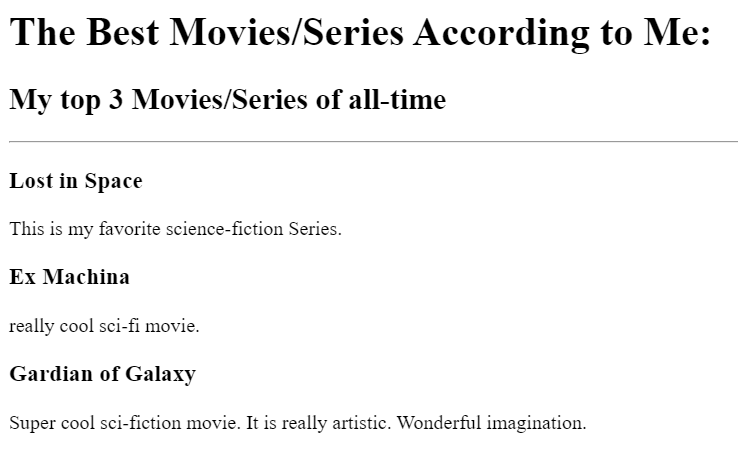 The Best Movies/Series According to Me:
My top 3 Movies/Series of all-time
Lost in Space
This is my favorite science-fiction Series.
Ex Machina
really cool sci-fi movie.
Gardian of Galaxy
Super cool sci-fiction movie. It is really artistic. Wonderful imagination.